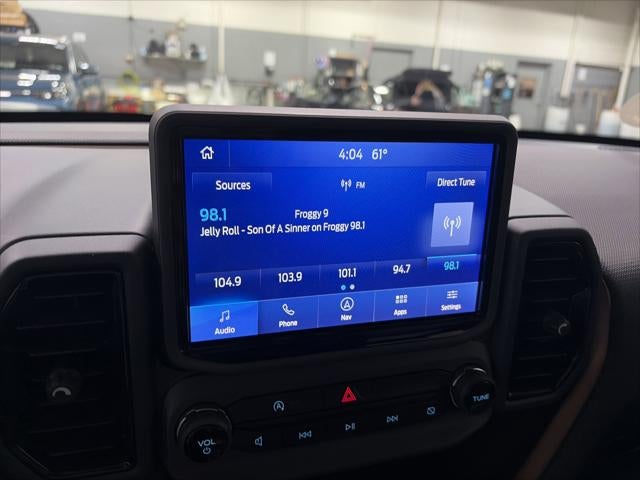 4:04 61°
Sources
FM
Direct Tune
98.1
Froggy 9
Jelly Roll - Son Of A Sinner on Froggy 98.1
104.9 103.9 101.1 94.7 98.1
Audio Phone Nav Apps Settings
VOL
TUNE